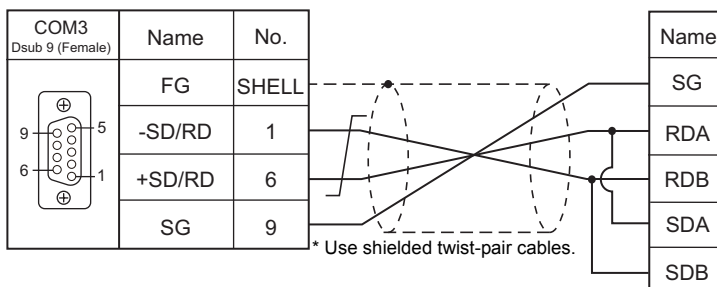 COM3
Dsub 9 (Female)
Name
No.
Name
FG
SHELL
SG
9
5
6
1
-SD/RD
1
RDA
+SD/RD
6
RDB
SG
9
SDA
* Use shielded twist-pair cables.
SDB